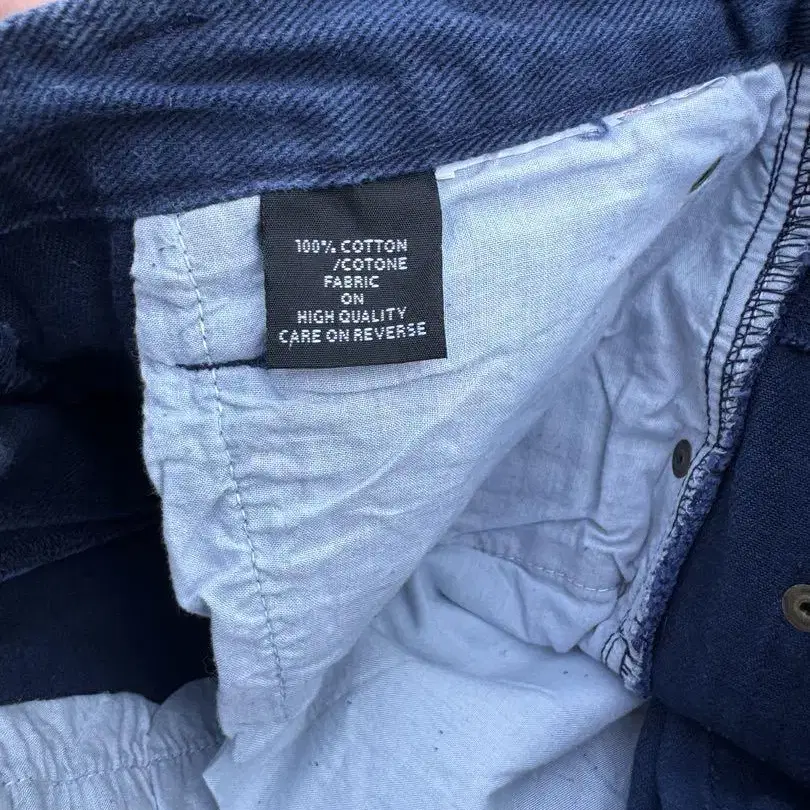 100% COTTON
/COTONE
FABRIC
ON
HIGH QUALITY
CARE ON REVERSE